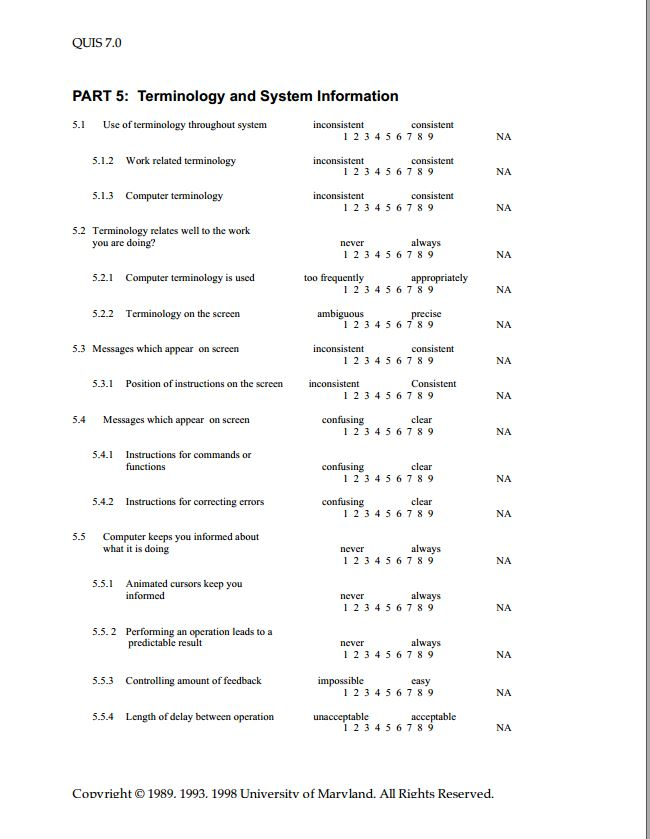 QUIS 7.0
PART 5: Terminology and System Information
5.1 Use of terminology throughout system inconsistent consistent
1 2 3 4 5 6 7 8 9 NA
5.1.2 Work related terminology inconsistent consistent
1 2 3 4 5 6 7 8 9 NA
5.1.3 Computer terminology inconsistent consistent
1 2 3 4 5 6 7 8 9 NA
5.2 Terminology relates well to the work
you are doing? never always
1 2 3 4 5 6 7 8 9 NA
5.2.1 Computer terminology is used too frequently appropriately
1 2 3 4 5 6 7 8 9 NA
5.2.2 Terminology on the screen ambiguous precise
1 2 3 4 5 6 7 8 9 NA
5.3 Messages which appear on screen inconsistent consistent
1 2 3 4 5 6 7 8 9 NA
5.3.1 Position of instructions on the screen inconsistent Consistent
1 2 3 4 5 6 7 8 9 NA
5.4 Messages which appear on screen confusing clear
1 2 3 4 5 6 7 8 9 NA
5.4.1 Instructions for commands or
functions confusing clear
1 2 3 4 5 6 7 8 9 NA
5.4.2 Instructions for correcting errors confusing clear
1 2 3 4 5 6 7 8 9 NA
5.5 Computer keeps you informed about
what it is doing never always
1 2 3 4 5 6 7 8 9 NA
5.5.1 Animated cursors keep you
informed never always
1 2 3 4 5 6 7 8 9 NA
5.5. 2 Performing an operation leads to a
predictable result never always
1 2 3 4 5 6 7 8 9 NA
5.5.3 Controlling amount of feedback impossible easy
1 2 3 4 5 6 7 8 9 NA
5.5.4 Length of delay between operation unacceptable acceptable
1 2 3 4 5 6 7 8 9 NA
Copyright © 1989, 1993, 1998 University of Maryland. All Rights Reserved.